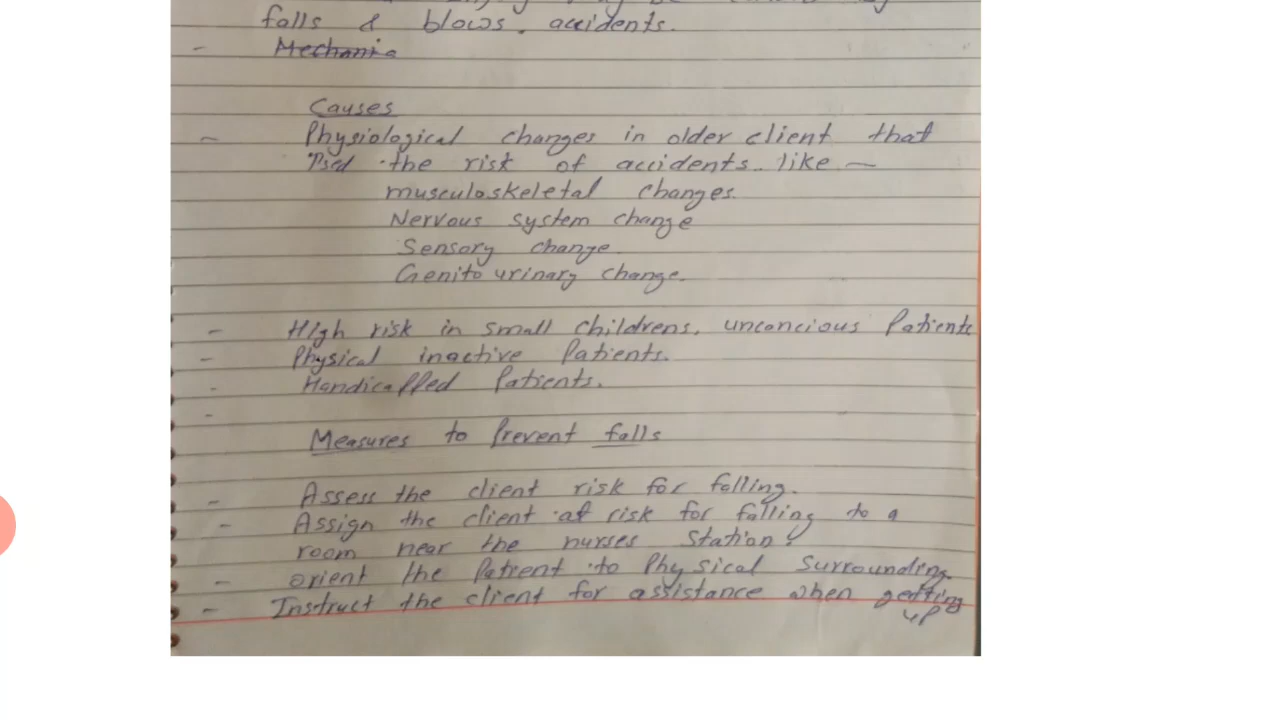 falls & blows. accidents.
- Mechanic
Causes
- Physiological changes in older client that
the risk of accidents. like —
musculoskeletal changes.
Nervous system change
Sensory change
Genito urinary change.
- High risk in small childrens, unconcious Patients
- Physical inactive Patients.
- Handicapped Patients.
-
Measures to Prevent falls
- Assess the client risk for falling.
- Assign the client at risk for falling to a
room near the nurses station.
- Orient the Patient to Physical Surrounding.
- Instruct the client for assistance when getting
up